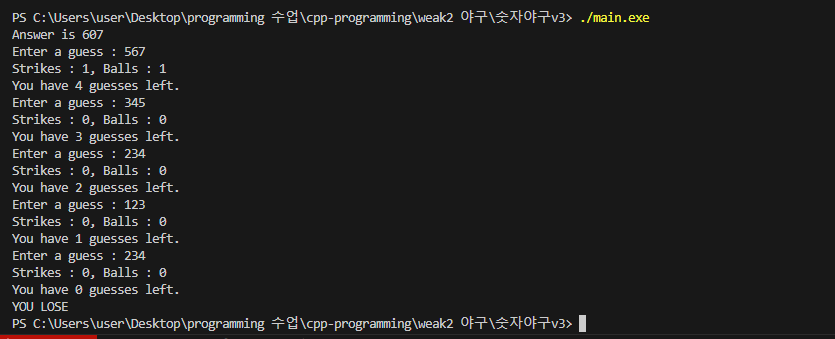 PS C:\Users\user\Desktop\programming 수업\cpp-programming\weak2 야구\숫자야구v3> ./main.exe
Answer is 607
Enter a guess : 567
Strikes : 1, Balls : 1
You have 4 guesses left.
Enter a guess : 345
Strikes : 0, Balls : 0
You have 3 guesses left.
Enter a guess : 234
Strikes : 0, Balls : 0
You have 2 guesses left.
Enter a guess : 123
Strikes : 0, Balls : 0
You have 1 guesses left.
Enter a guess : 234
Strikes : 0, Balls : 0
You have 0 guesses left.
YOU LOSE
PS C:\Users\user\Desktop\programming 수업\cpp-programming\weak2 야구\숫자야구v3>